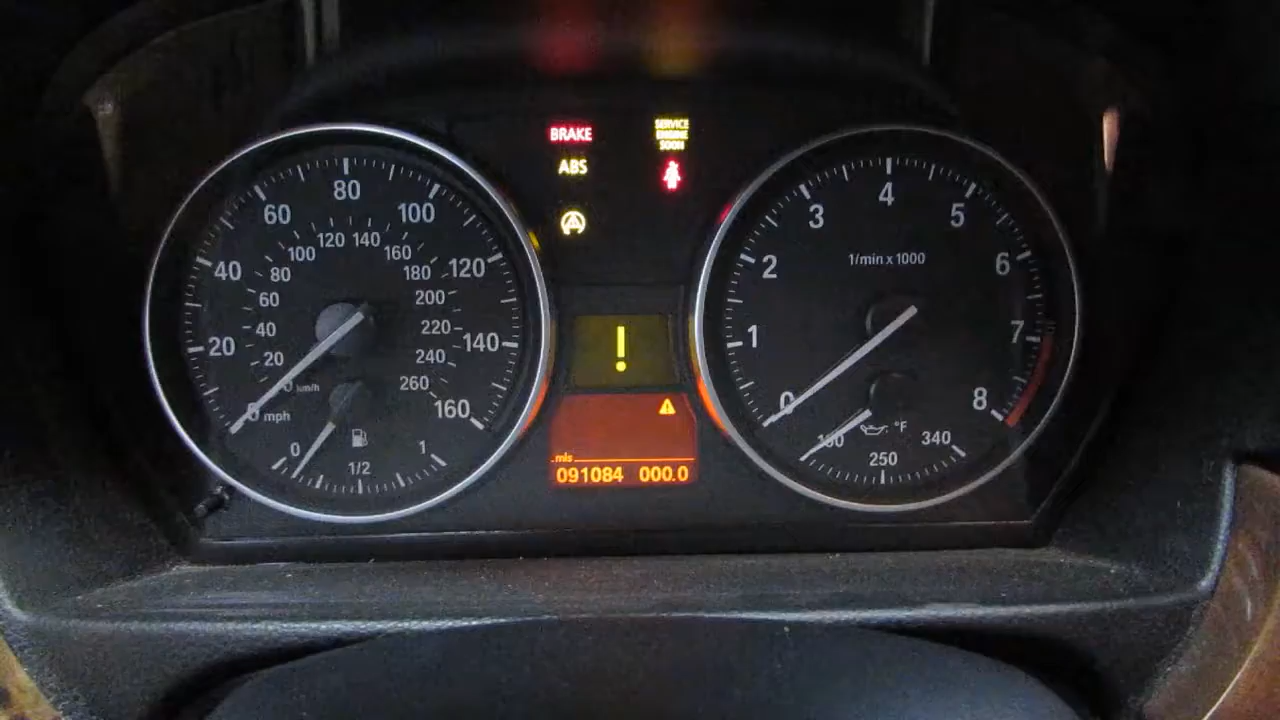 BRAKE
SERVICE
ENGINE
SOON
ABS
0 20 40 60 80 100 120 140 160
mph
0 20 40 60 80 100 120 140 160 180 200 220 240 260
km/h
0 1/2 1
!
mls
091084 000.0
0 1 2 3 4 5 6 7 8
1/min x 1000
°F
250 340